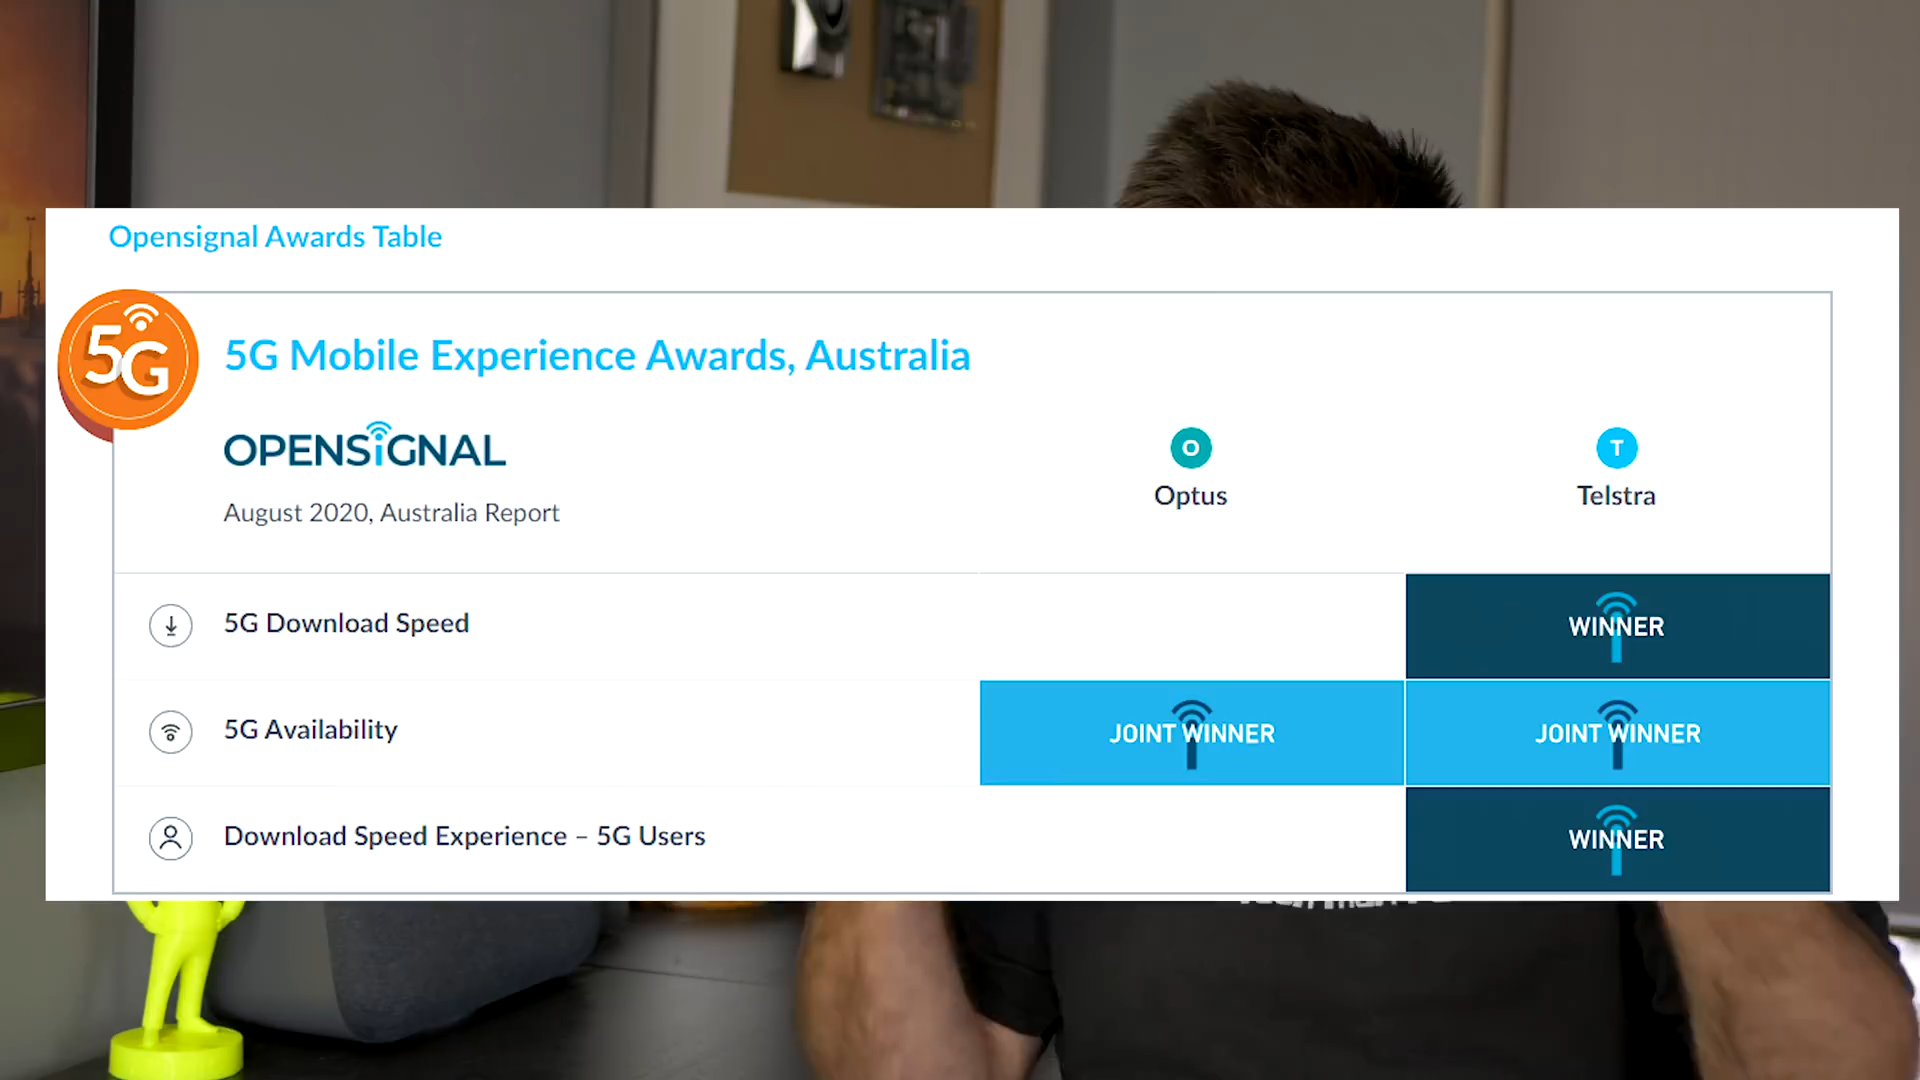 Opensignal Awards Table
5G
5G Mobile Experience Awards, Australia
OPENSIGNAL
August 2020, Australia Report
O
Optus
T
Telstra
5G Download Speed
WINNER
5G Availability
JOINT WINNER
JOINT WINNER
Download Speed Experience – 5G Users
WINNER